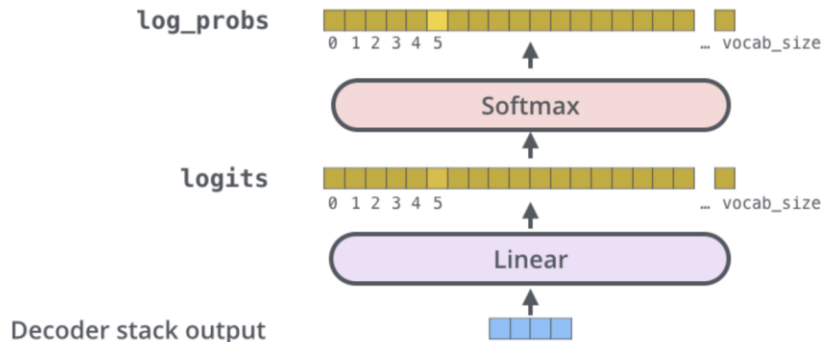 log_probs
0 1 2 3 4 5 … vocab_size
Softmax
logits
0 1 2 3 4 5 … vocab_size
Linear
Decoder stack output